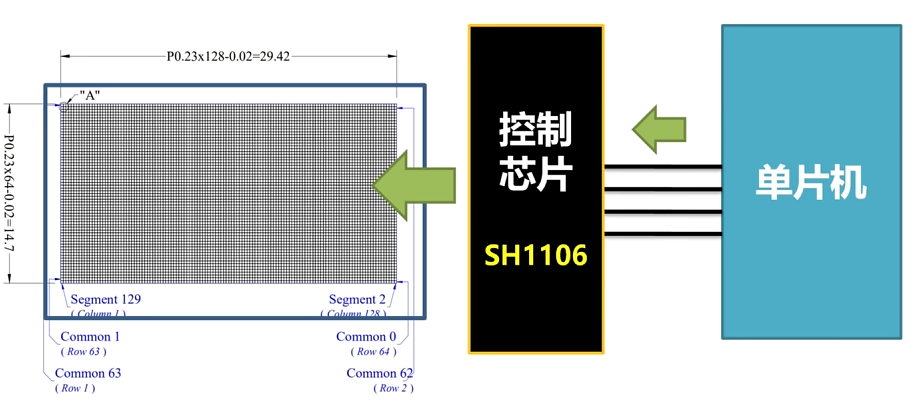 P0.23x128-0.02=29.42
"A"
P0.23x64-0.02=14.7
Segment 129
( Column 1 )
Segment 2
( Column 128 )
Common 1
( Row 63 )
Common 0
( Row 64 )
Common 63
( Row 1 )
Common 62
( Row 2 )
控制
芯片
SH1106
单片机